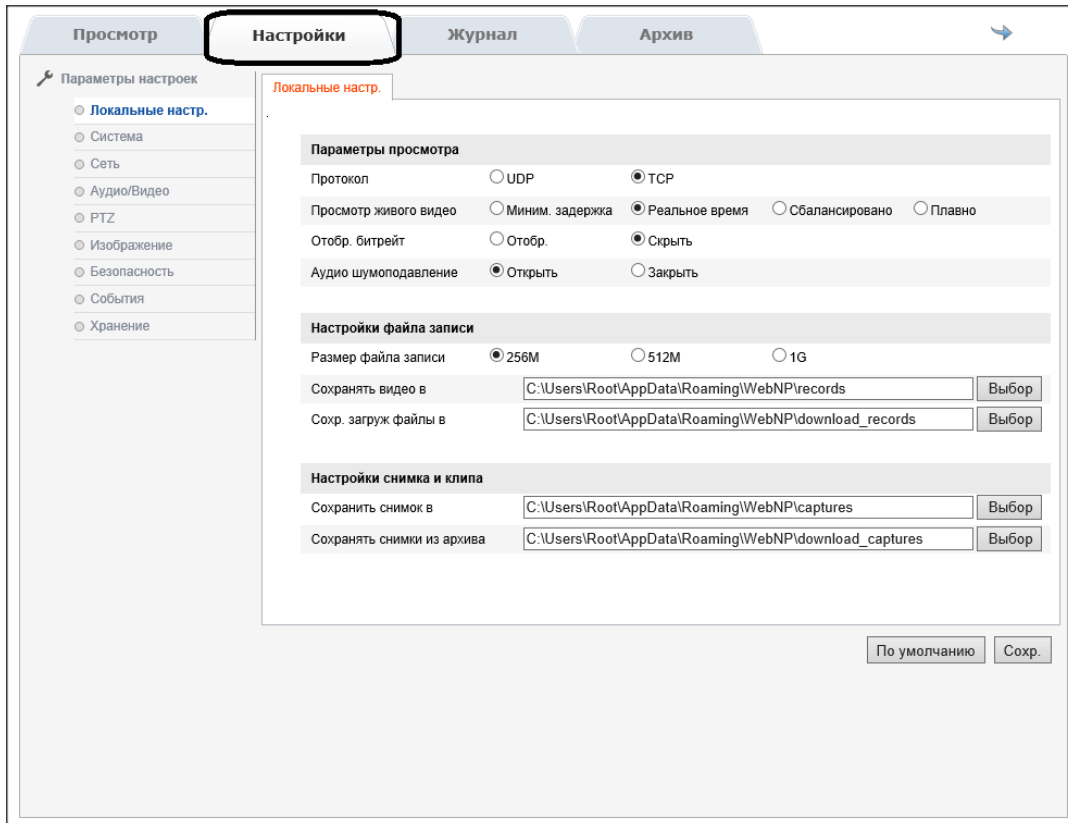 Просмотр Настройки Журнал Архив
Параметры настроек
Локальные настр.
Система
Сеть
Аудио/Видео
PTZ
Изображение
Безопасность
События
Хранение
Локальные настр.
Параметры просмотра
Протокол UDP TCP
Просмотр живого видео Миним. задержка Реальное время Сбалансировано Плавно
Отобр. битрейт Отобр. Скрыть
Аудио шумоподавление Открыть Закрыть
Настройки файла записи
Размер файла записи 256M 512M 1G
Сохранять видео в C:\Users\Root\AppData\Roaming\WebNP\records Выбор
Сохр. загруж файлы в C:\Users\Root\AppData\Roaming\WebNP\download_records Выбор
Настройки снимка и клипа
Сохранить снимок в C:\Users\Root\AppData\Roaming\WebNP\captures Выбор
Сохранять снимки из архива C:\Users\Root\AppData\Roaming\WebNP\download_captures Выбор
По умолчанию Сохр.